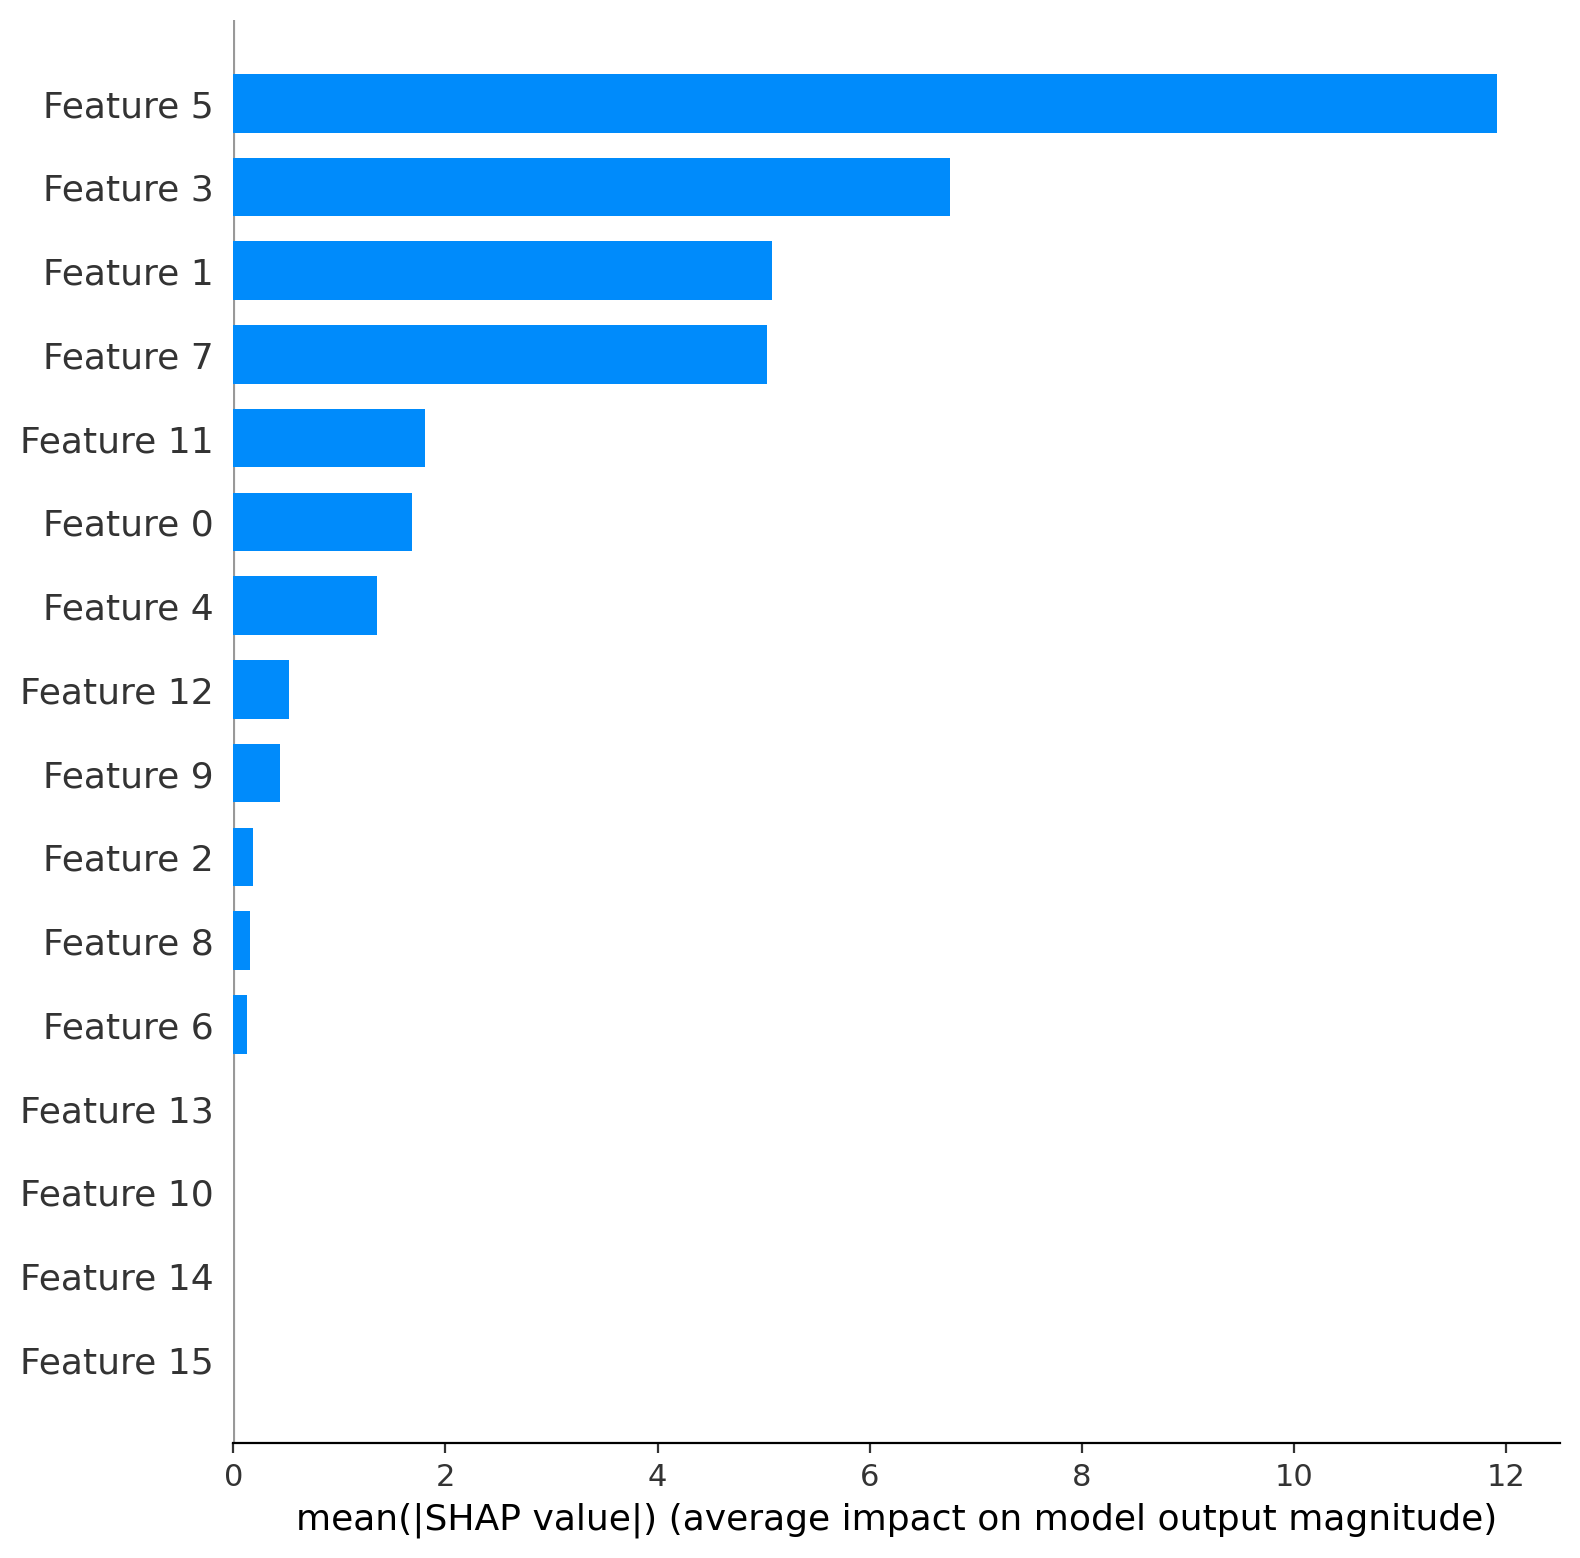 Feature 5
Feature 3
Feature 1
Feature 7
Feature 11
Feature 0
Feature 4
Feature 12
Feature 9
Feature 2
Feature 8
Feature 6
Feature 13
Feature 10
Feature 14
Feature 15
0 2 4 6 8 10 12
mean(|SHAP value|) (average impact on model output magnitude)